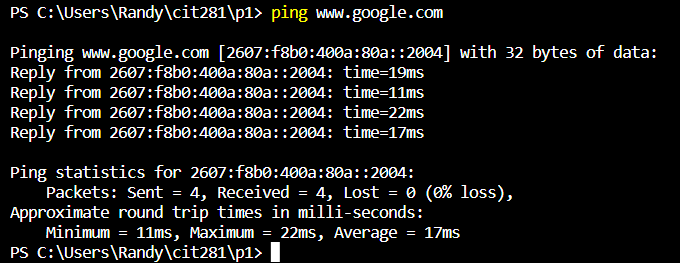 PS C:\Users\Randy\cit281\p1> ping www.google.com
Pinging www.google.com [2607:f8b0:400a:80a::2004] with 32 bytes of data:
Reply from 2607:f8b0:400a:80a::2004: time=19ms
Reply from 2607:f8b0:400a:80a::2004: time=11ms
Reply from 2607:f8b0:400a:80a::2004: time=22ms
Reply from 2607:f8b0:400a:80a::2004: time=17ms
Ping statistics for 2607:f8b0:400a:80a::2004:
    Packets: Sent = 4, Received = 4, Lost = 0 (0% loss),
Approximate round trip times in milli-seconds:
    Minimum = 11ms, Maximum = 22ms, Average = 17ms
PS C:\Users\Randy\cit281\p1>